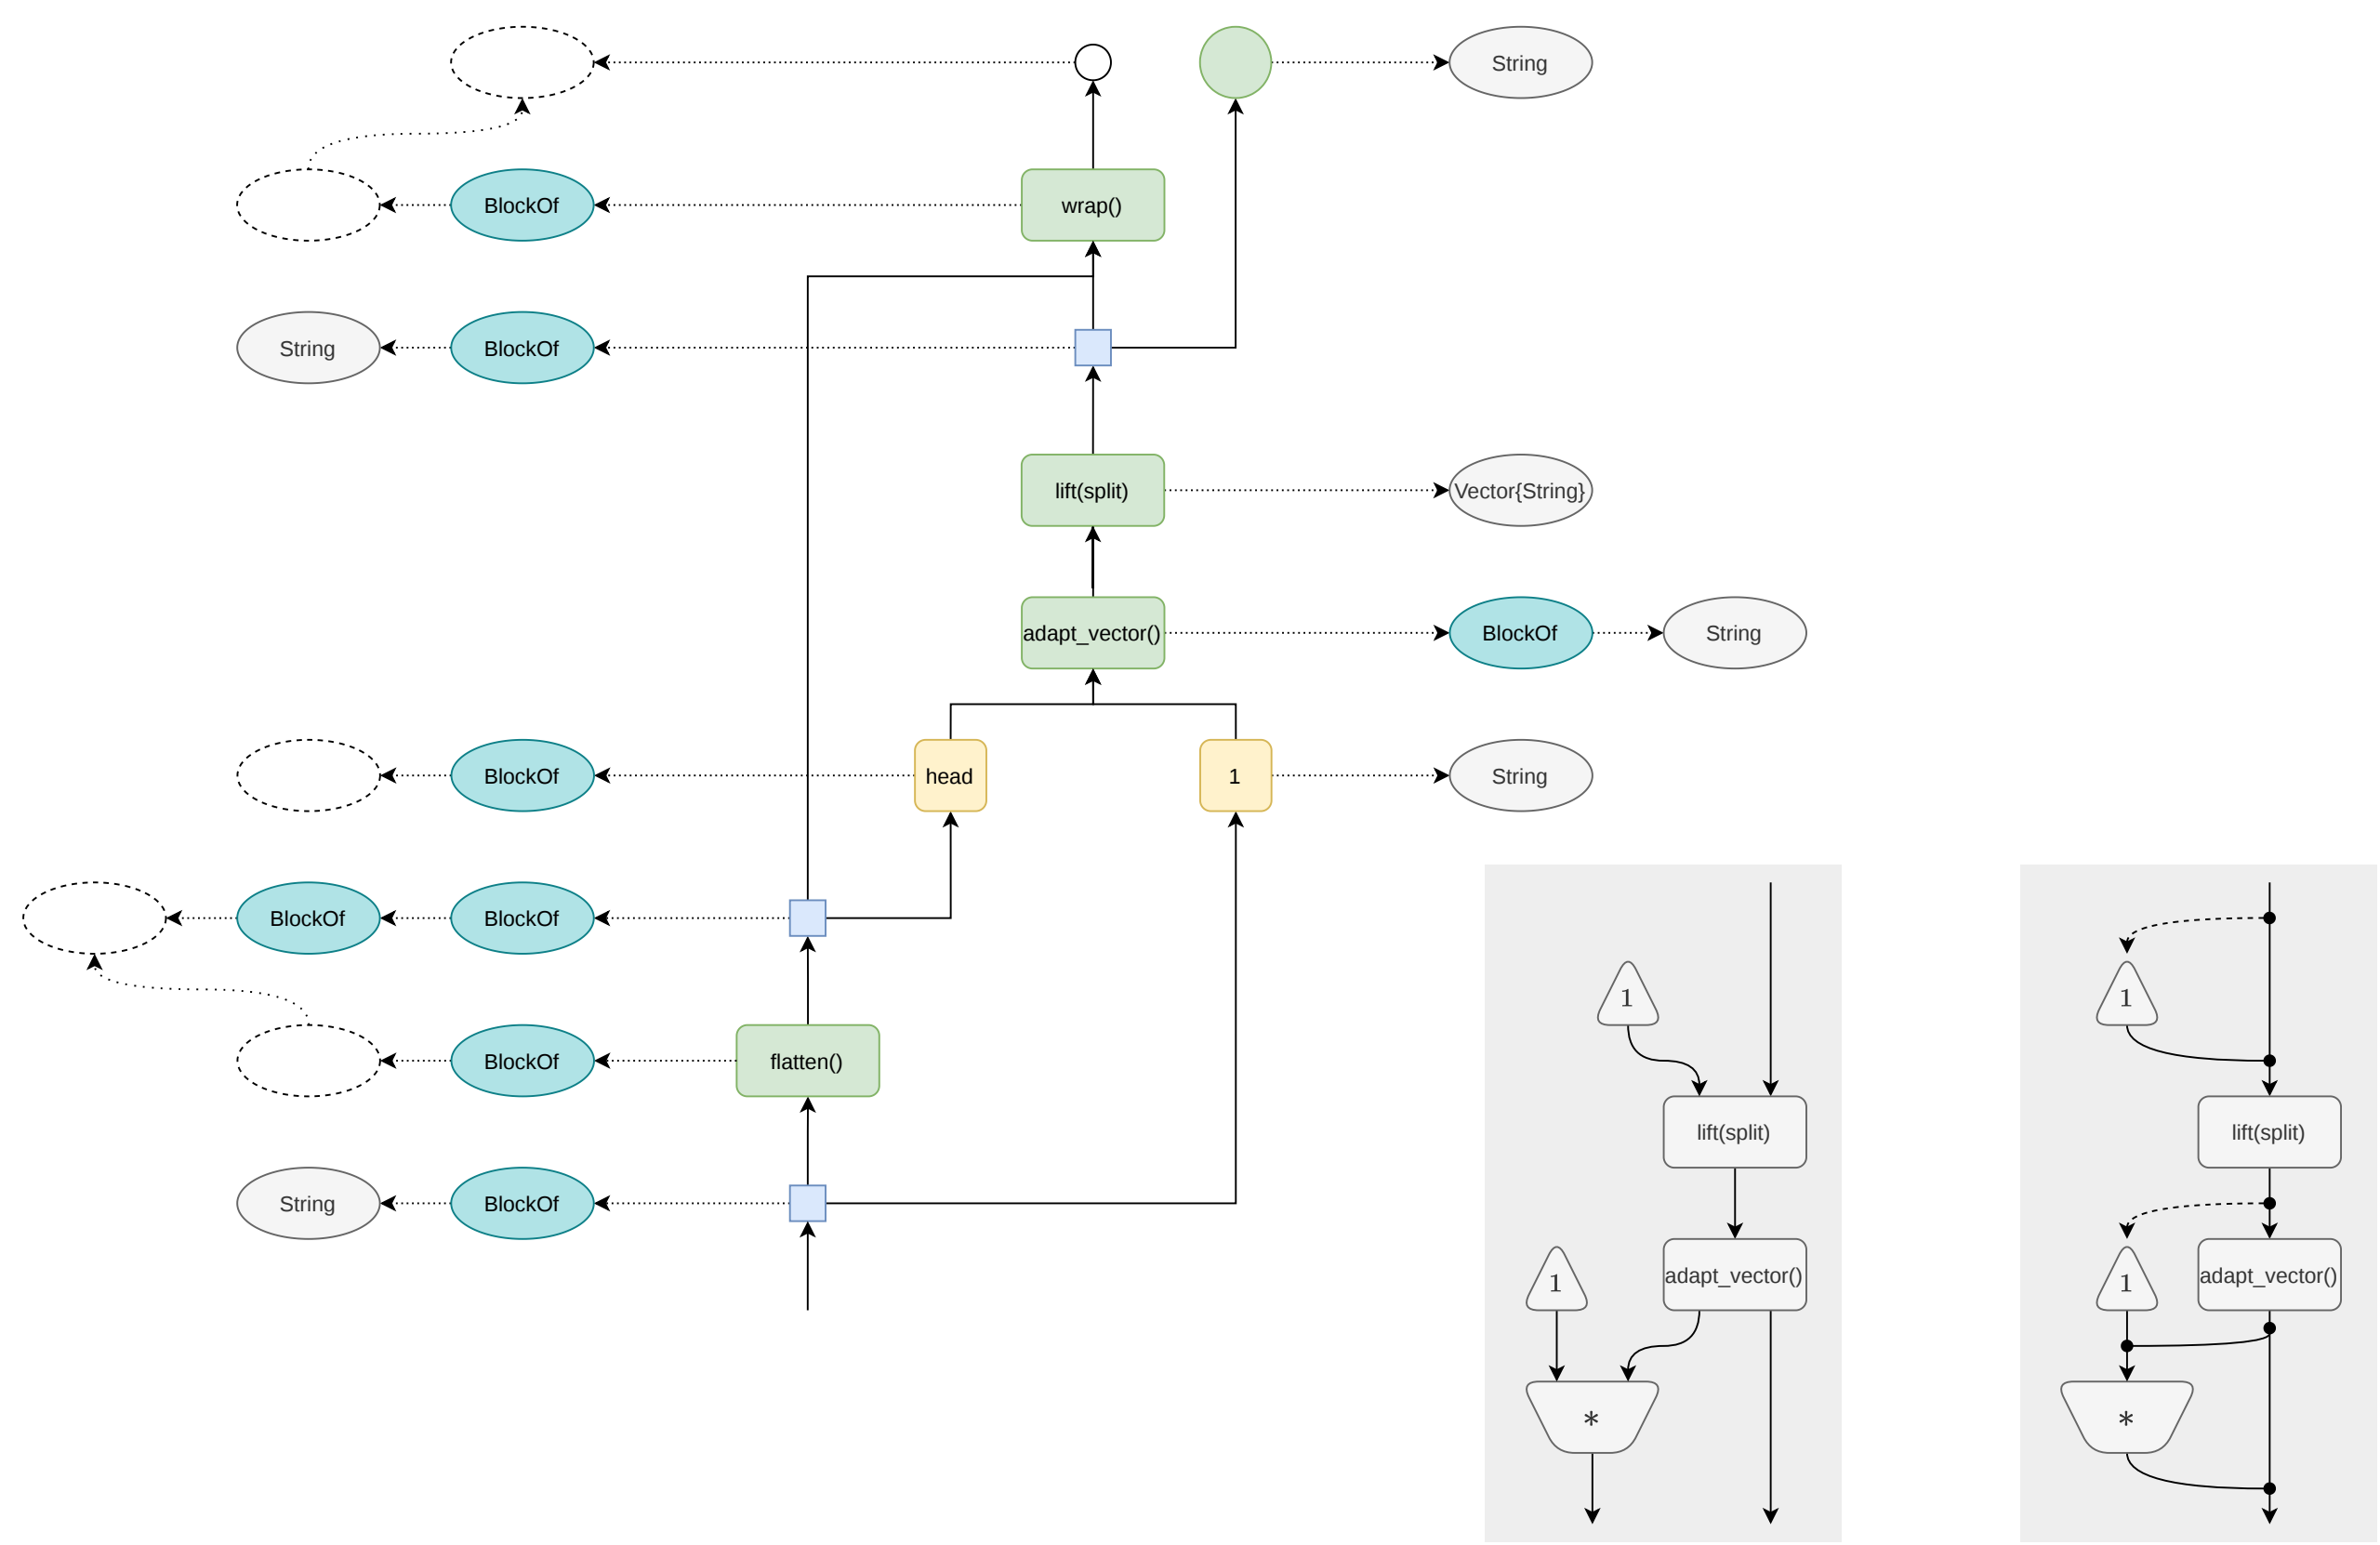 String
BlockOf
wrap()
String
BlockOf
lift(split)
Vector{String}
adapt_vector()
BlockOf
String
BlockOf
head
1
String
BlockOf
BlockOf
1
1
BlockOf
flatten()
lift(split)
lift(split)
String
BlockOf
1
adapt_vector()
1
adapt_vector()
*
*